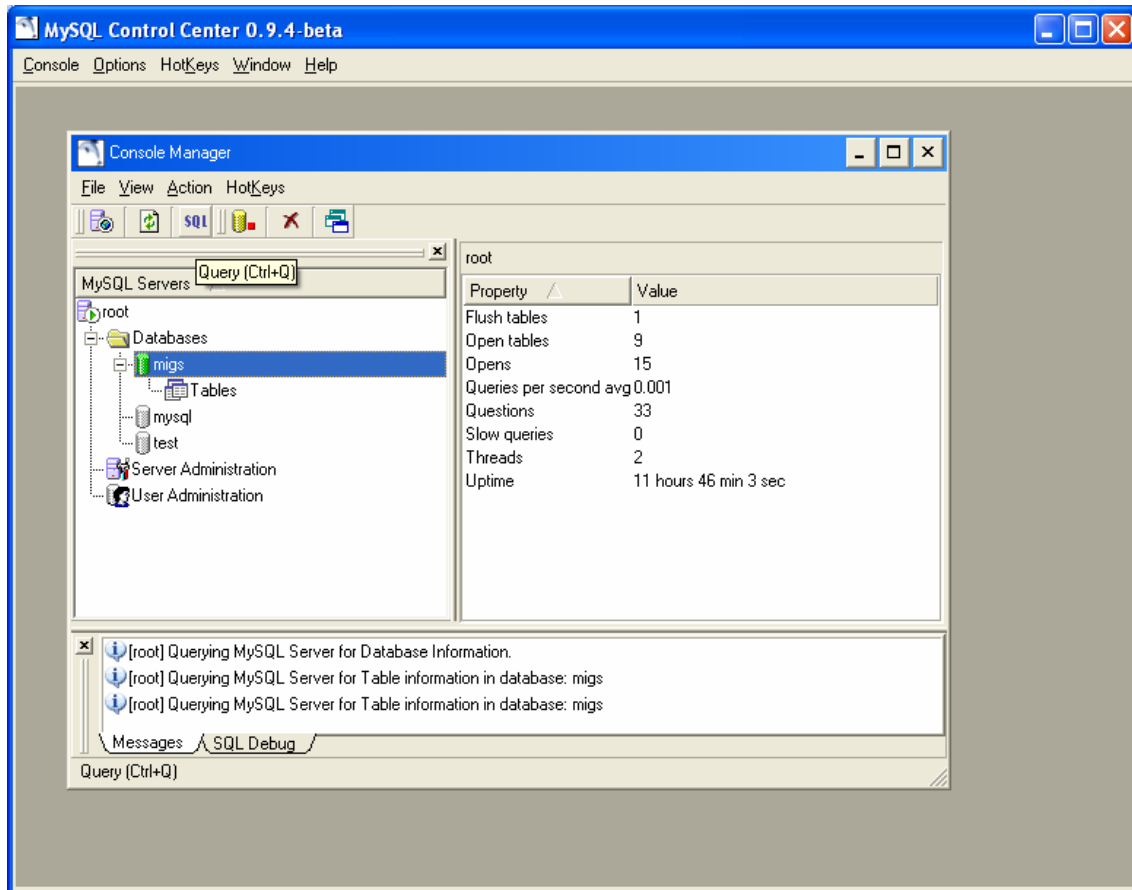 MySQL Control Center 0.9.4-beta
Console Options HotKeys Window Help
Console Manager
File View Action HotKeys
SQL
Query (Ctrl+Q)
MySQL Servers
root
Databases
migs
Tables
mysql
test
Server Administration
User Administration
root
Property Value
Flush tables 1
Open tables 9
Opens 15
Queries per second avg 0.001
Questions 33
Slow queries 0
Threads 2
Uptime 11 hours 46 min 3 sec
[root] Querying MySQL Server for Database Information.
[root] Querying MySQL Server for Table information in database: migs
[root] Querying MySQL Server for Table information in database: migs
Messages SQL Debug
Query (Ctrl+Q)